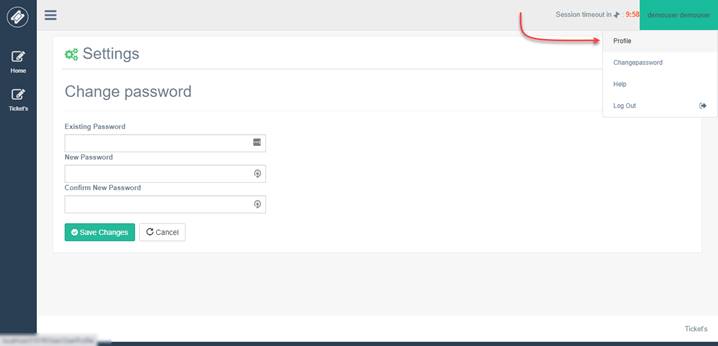 Session timeout in : 9:58
demouser demouser
Profile
Changepassword
Help
Log Out
Home
Ticket's
Settings
Change password
Existing Password
New Password
Confirm New Password
Save Changes
Cancel
Ticket's